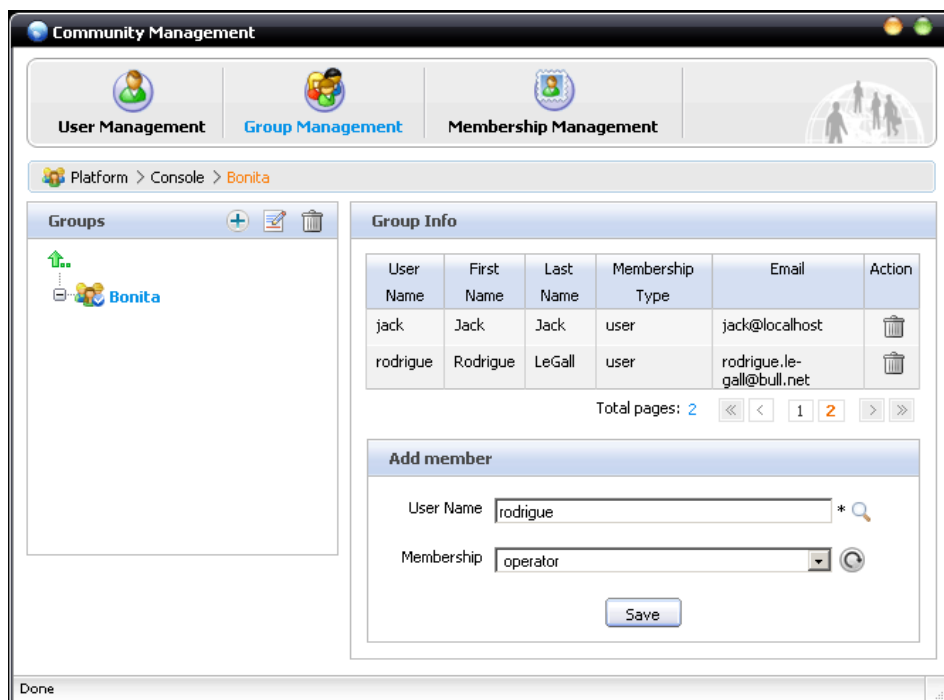 Community Management
User Management Group Management Membership Management
Platform > Console > Bonita
Groups
Bonita
Group Info
User Name First Name Last Name Membership Type Email Action
jack Jack Jack user jack@localhost
rodrigue Rodrigue LeGall user rodrigue.le-
gall@bull.net
Total pages: 2 « < 1 2 > »
Add member
User Name rodrigue *
Membership operator
Save
Done